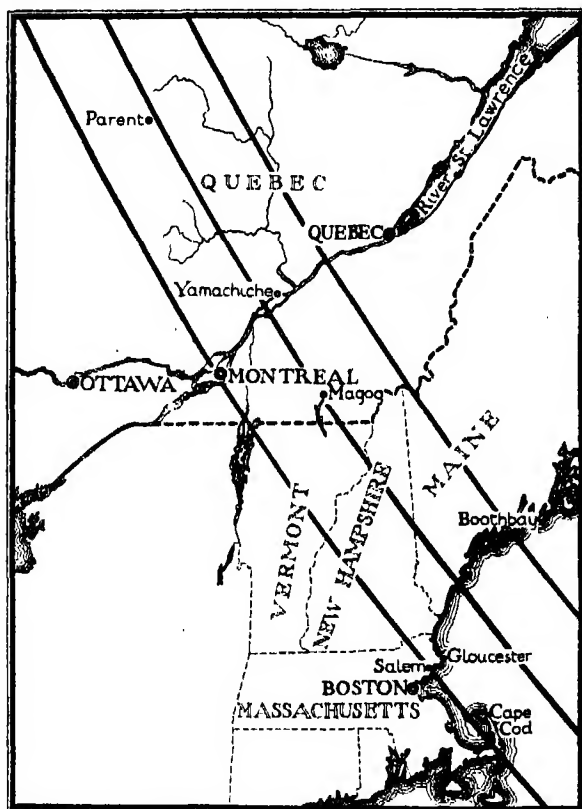 Parent
QUEBEC
River St. Lawrence
QUEBEC
Yamachiche
OTTAWA
MONTREAL
Magog
MAINE
VERMONT
NEW HAMPSHIRE
Boothbay
Salem
Gloucester
BOSTON
MASSACHUSETTS
Cape
Cod